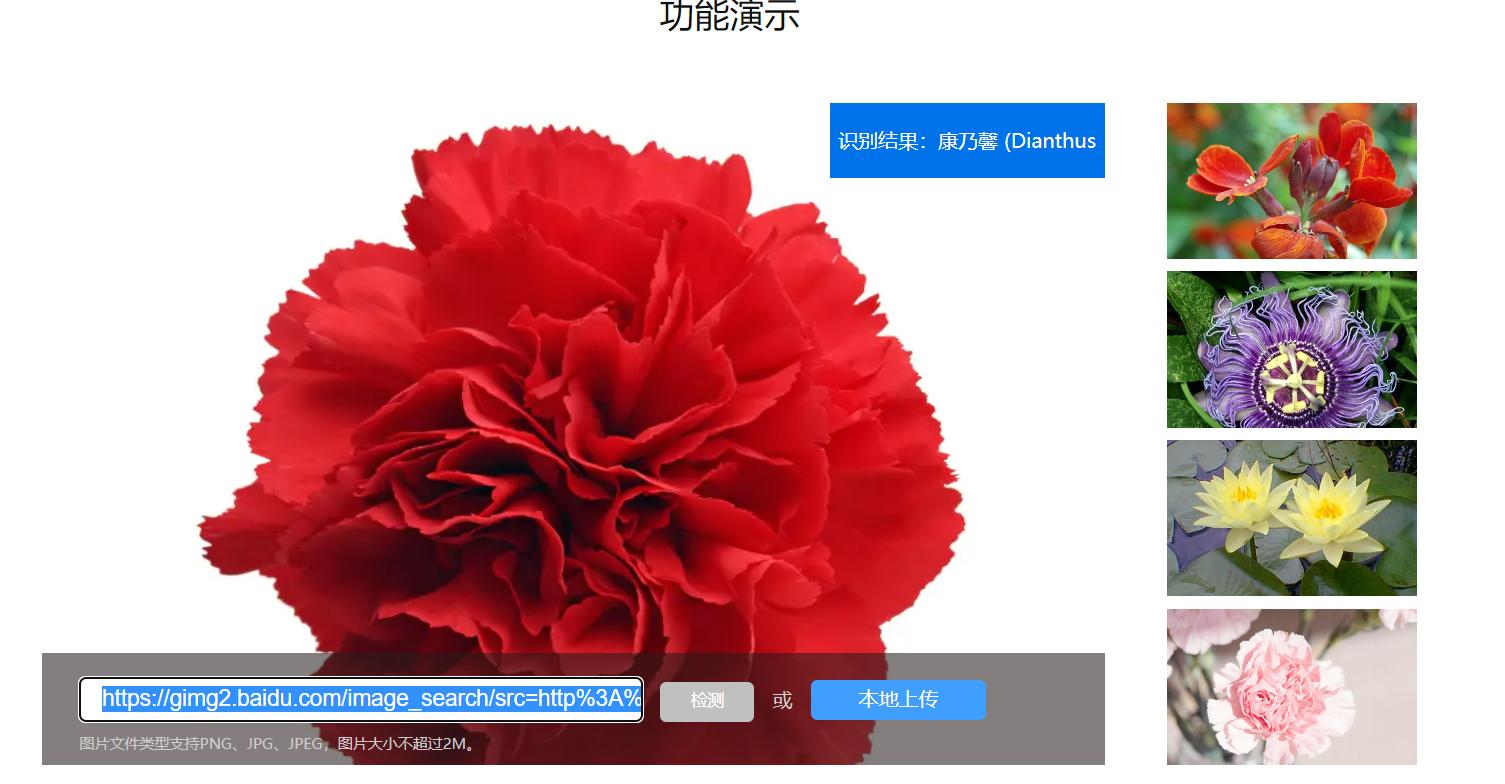 功能演示
识别结果：康乃馨 (Dianthus
https://gimg2.baidu.com/image_search/src=http%3A%
检测
或
本地上传
图片文件类型支持PNG、JPG、JPEG，图片大小不超过2M。